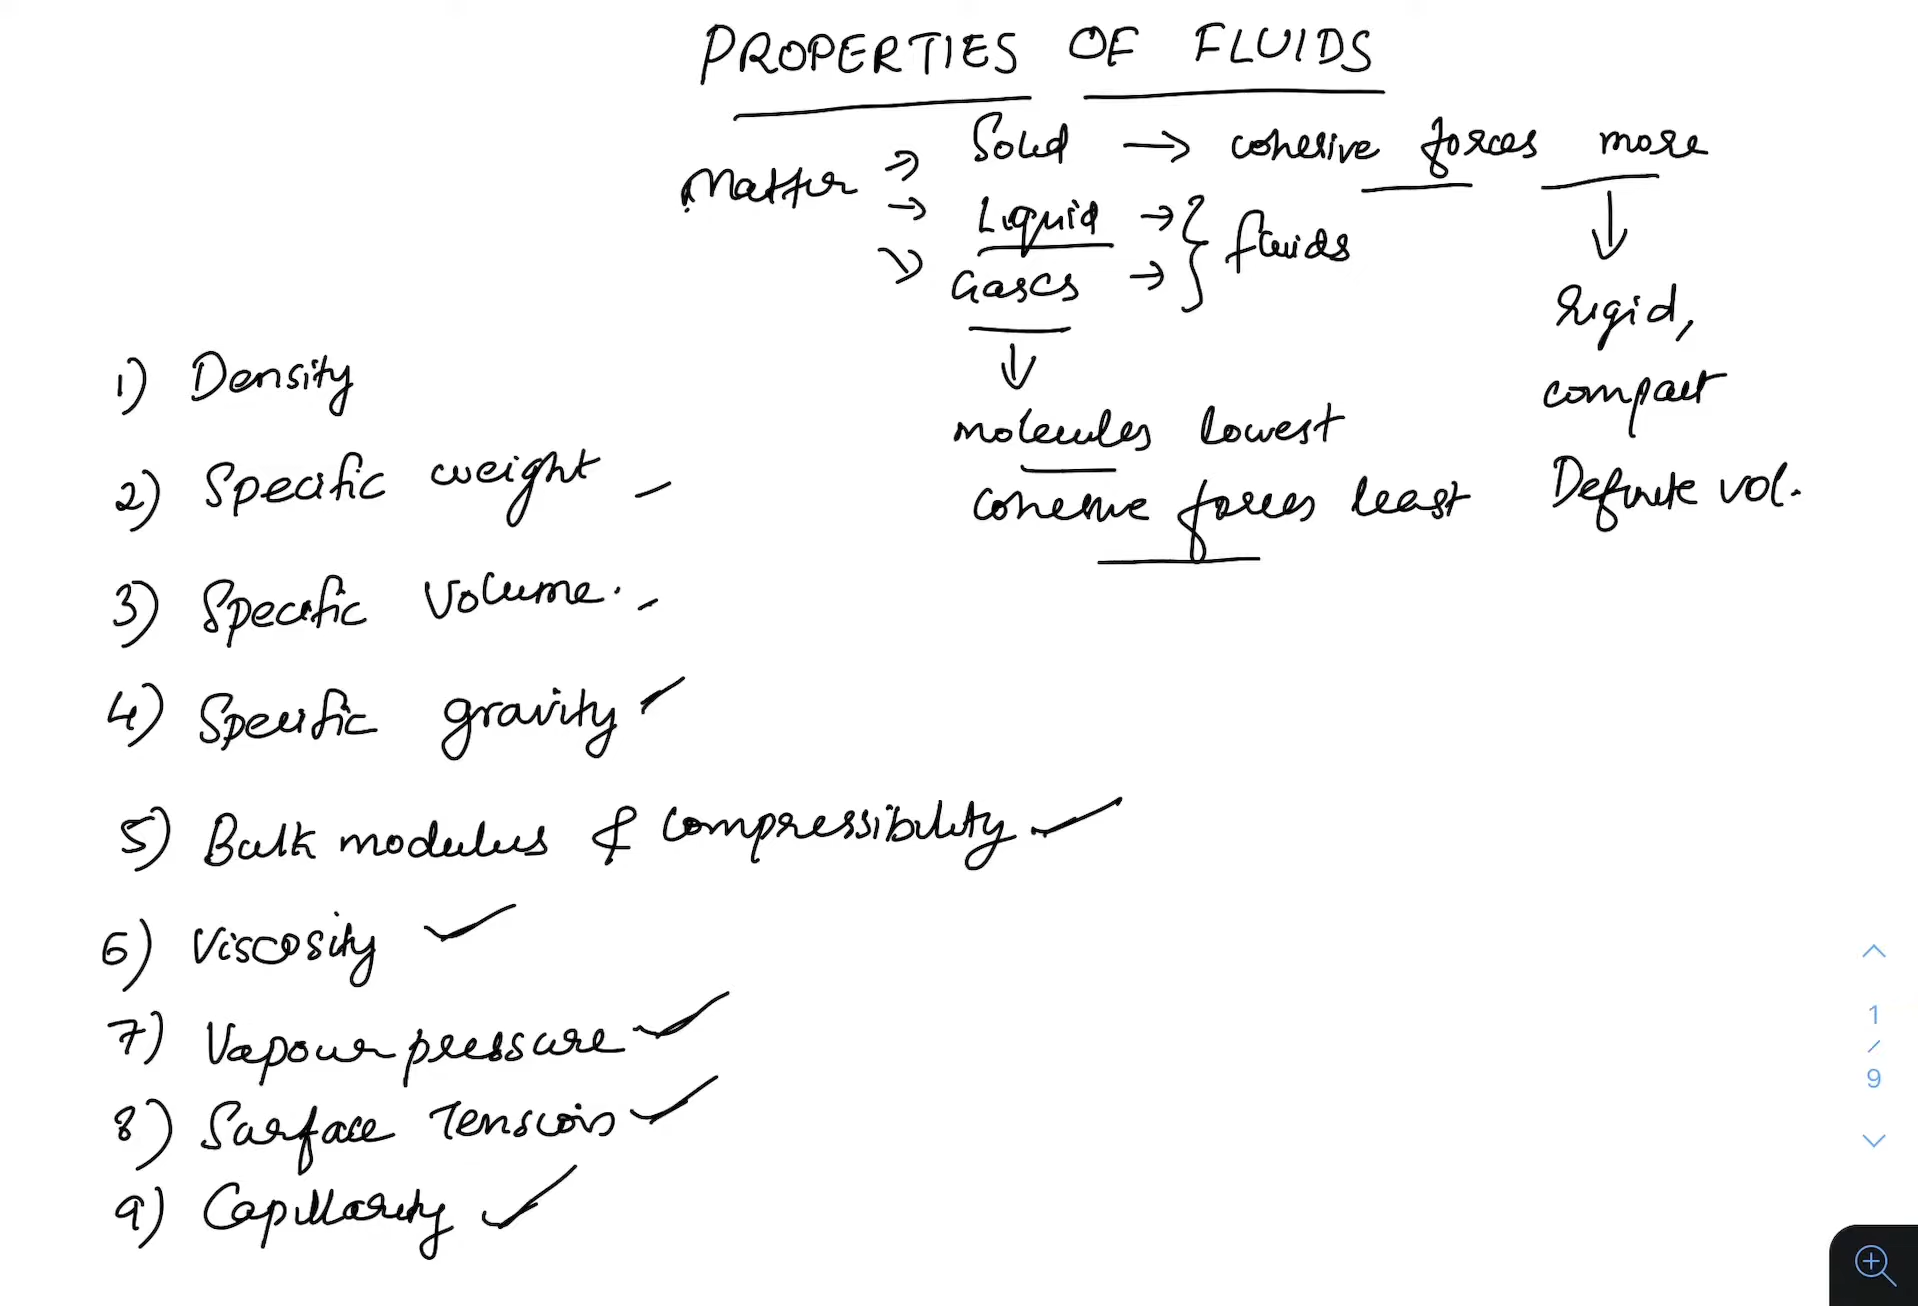 PROPERTIES OF FLUIDS
Matter → Solid → cohesive forces more
→ Liquid → } fluids
→ Gases →
↓
Rigid,
compact
Definite vol.
↓
molecules lowest
cohesive forces least
1) Density
2) Specific weight –
3) Specific Volume. –
4) Specific gravity ✓
5) Bulk modulus & compressibility ✓
6) Viscosity ✓
7) Vapour pressure ✓
8) Surface Tension ✓
9) Capillarity ✓
1
/
9